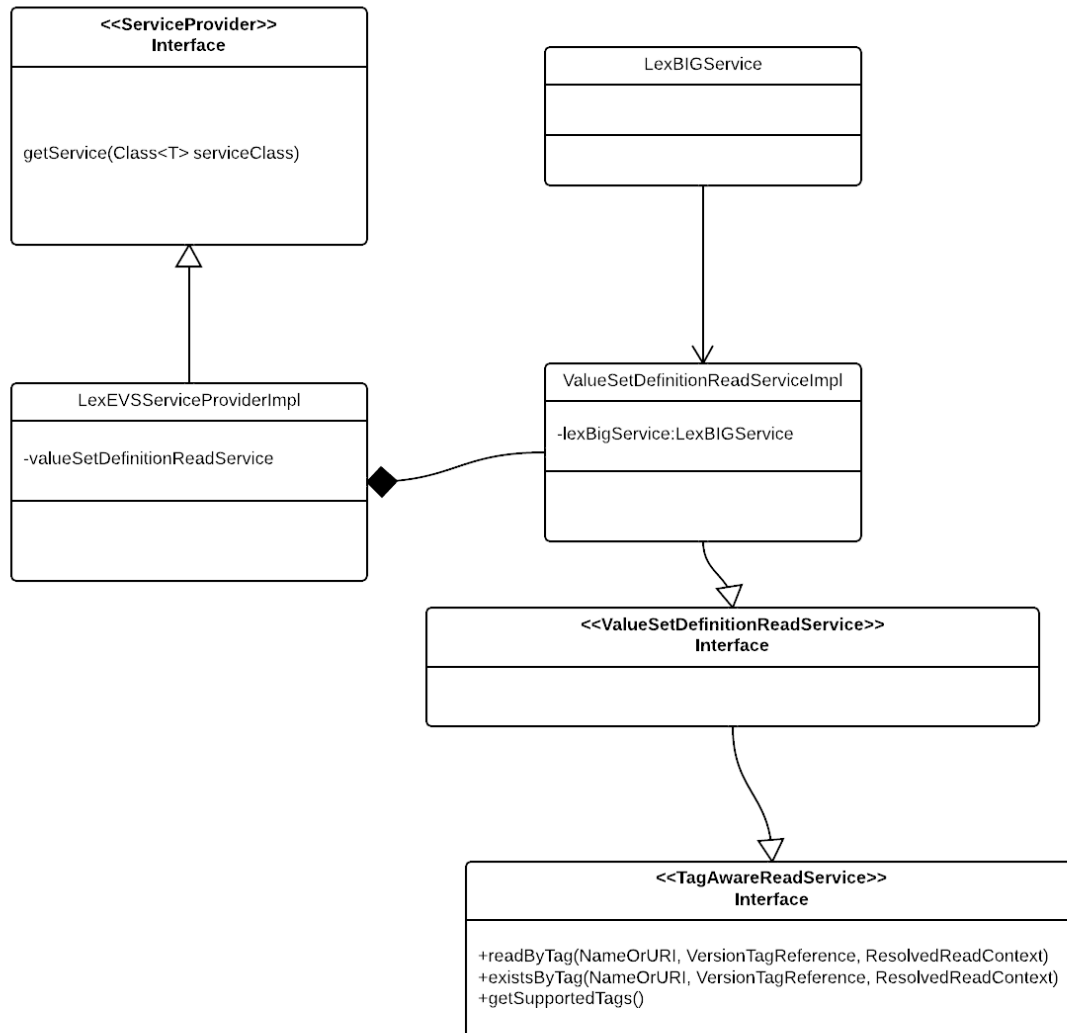 <<ServiceProvider>>
Interface
getService(Class<T> serviceClass)
LexBIGService
LexEVSServiceProviderImpl
-valueSetDefinitionReadService
ValueSetDefinitionReadServiceImpl
-lexBigService:LexBIGService
<<ValueSetDefinitionReadService>>
Interface
<<TagAwareReadService>>
Interface
+readByTag(NameOrURI, VersionTagReference, ResolvedReadContext)
+existsByTag(NameOrURI, VersionTagReference, ResolvedReadContext)
+getSupportedTags()